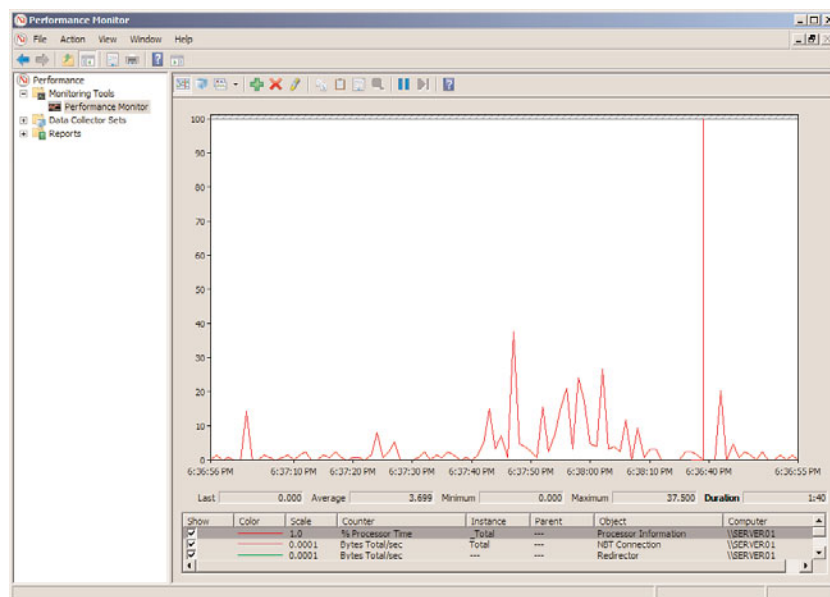 Performance Monitor
File Action View Window Help
Performance
Monitoring Tools
Performance Monitor
Data Collector Sets
Reports
100
90
80
70
60
50
40
30
20
10
0
6:36:56 PM 6:37:10 PM 6:37:20 PM 6:37:30 PM 6:37:40 PM 6:37:50 PM 6:38:00 PM 6:38:10 PM 6:36:40 PM 6:36:55 PM
Last 0.000 Average 3.699 Minimum 0.000 Maximum 37.500 Duration 1:40
Show Color Scale Counter Instance Parent Object Computer
1.0 % Processor Time _Total --- Processor Information \\SERVER01
0.0001 Bytes Total/sec Total --- NBT Connection \\SERVER01
0.0001 Bytes Total/sec --- --- Redirector \\SERVER01